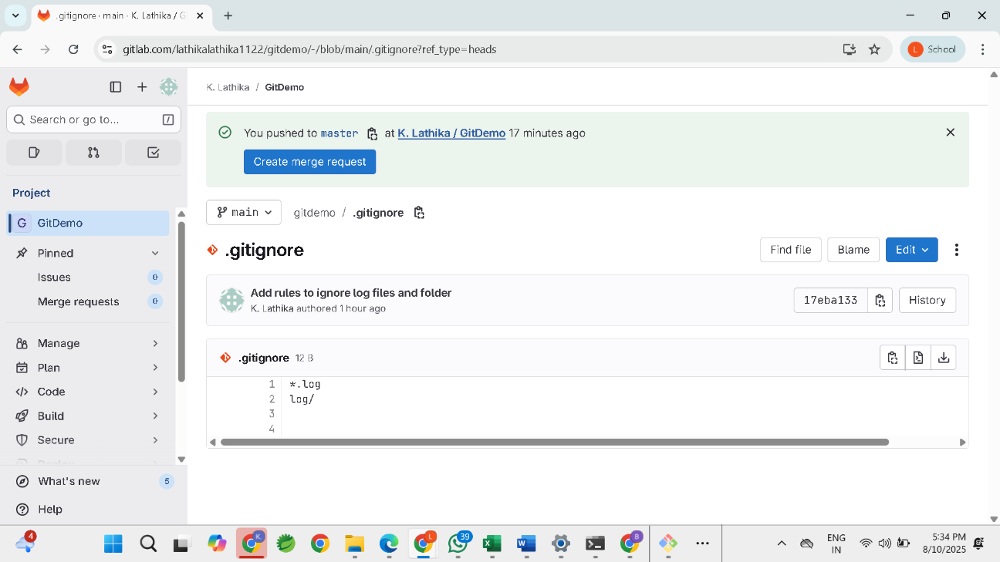 .gitignore · main · K. Lathika / G
gitlab.com/lathikalathika1122/gitdemo/-/blob/main/.gitignore?ref_type=heads
L School
K. Lathika / GitDemo
Search or go to... /
You pushed to master at K. Lathika / GitDemo 17 minutes ago
Create merge request
Project
G GitDemo
Pinned
Issues 0
Merge requests 0
Manage
Plan
Code
Build
Secure
Deploy
What's new 5
Help
main gitdemo / .gitignore
.gitignore
Find file Blame Edit
Add rules to ignore log files and folder
K. Lathika authored 1 hour ago
17eba133 History
.gitignore 12 B
1 *.log
2 log/
3
4
4 K L 39 B
ENG
IN
5:34 PM
8/10/2025